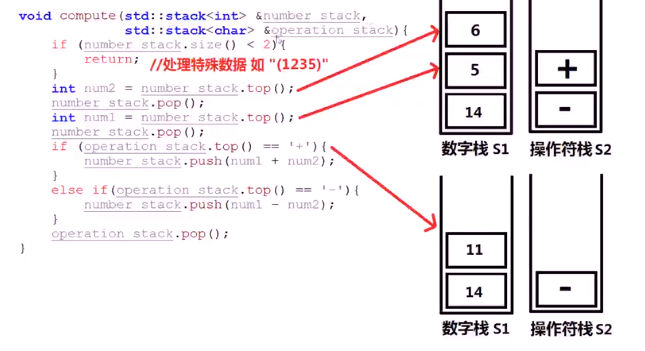 void compute(std::stack<int> &number_stack,
std::stack<char> &operation_stack){
if (number_stack.size() < 2){
return; //处理特殊数据 如 "(1235)"
}
int num2 = number_stack.top();
number_stack.pop();
int num1 = number_stack.top();
number_stack.pop();
if (operation_stack.top() == '+'){
number_stack.push(num1 + num2);
}
else if(operation_stack.top() == '-'){
number_stack.push(num1 - num2);
}
operation_stack.pop();
}
6
5
+
14
-
数字栈 S1
操作符栈 S2
11
14
-
数字栈 S1
操作符栈 S2